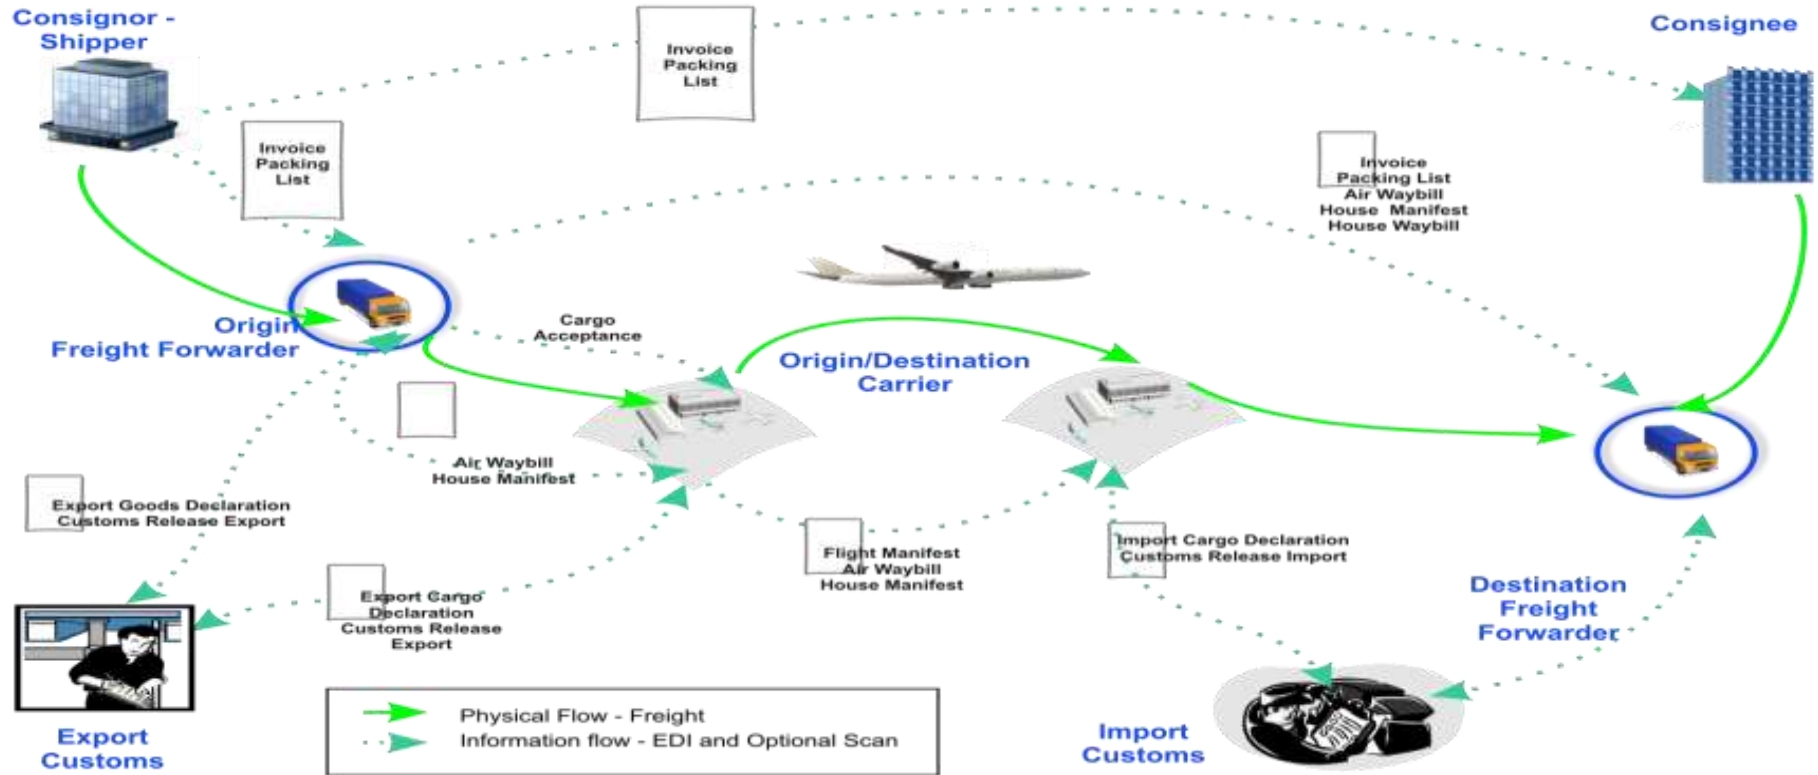 Consignor -
Shipper
Consignee
Invoice
Packing
List
Invoice
Packing
List
Invoice
Packing List
Air Waybill
House Manifest
House Waybill
Origin
Freight Forwarder
Cargo
Acceptance
Origin/Destination
Carrier
Air Waybill
House Manifest
Export Goods Declaration
Customs Release Export
Flight Manifest
Air Waybill
House Manifest
Import Cargo Declaration
Customs Release Import
Export Cargo
Declaration
Customs Release
Export
Destination
Freight
Forwarder
Physical Flow - Freight
Information flow - EDI and Optional Scan
Export
Customs
Import
Customs